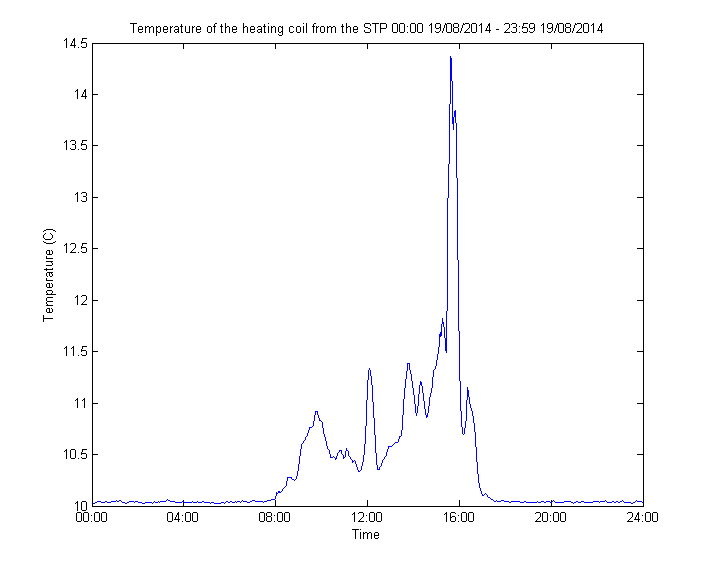 Temperature of the heating coil from the STP 00:00 19/08/2014 - 23:59 19/08/2014
14.5
14
13.5
13
12.5
12
11.5
11
10.5
10
Temperature (C)
00:00 04:00 08:00 12:00 16:00 20:00 24:00
Time